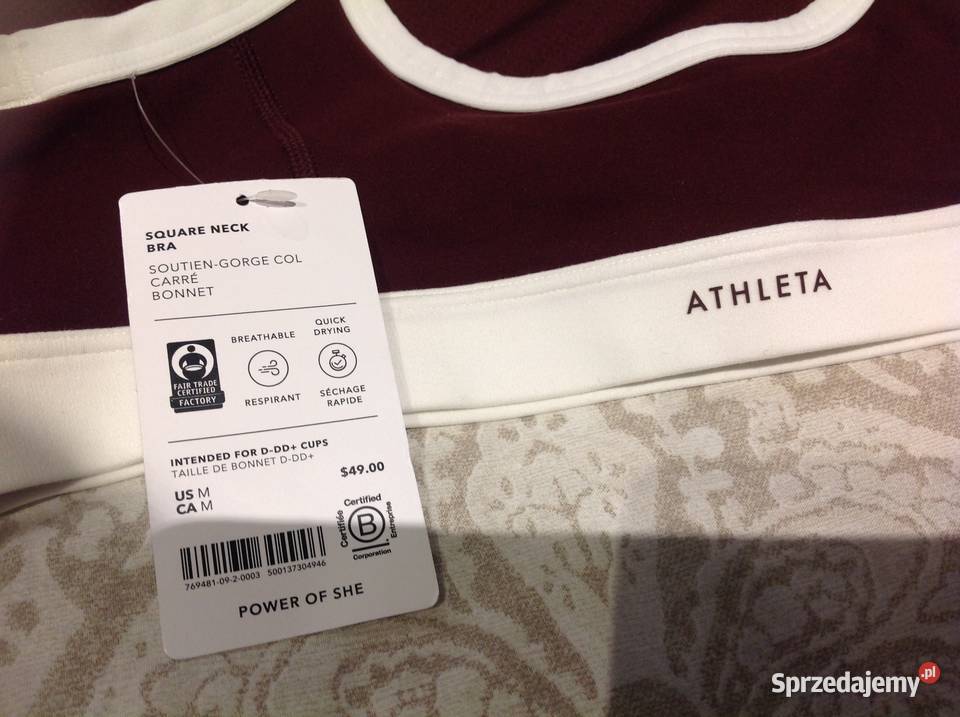 SQUARE NECK
BRA
SOUTIEN-GORGE COL
CARRÉ
BONNET
BREATHABLE
QUICK
DRYING
FAIR TRADE
CERTIFIED
FACTORY
RESPIRANT
SÉCHAGE
RAPIDE
INTENDED FOR D-DD+ CUPS
TAILLE DE BONNET D-DD+
$49.00
US M
CA M
Certified
Certifiée
B
Entreprise
Corporation
769481-09-2-0003 500137304946
POWER OF SHE
ATHLETA
Sprzedajemy.pl